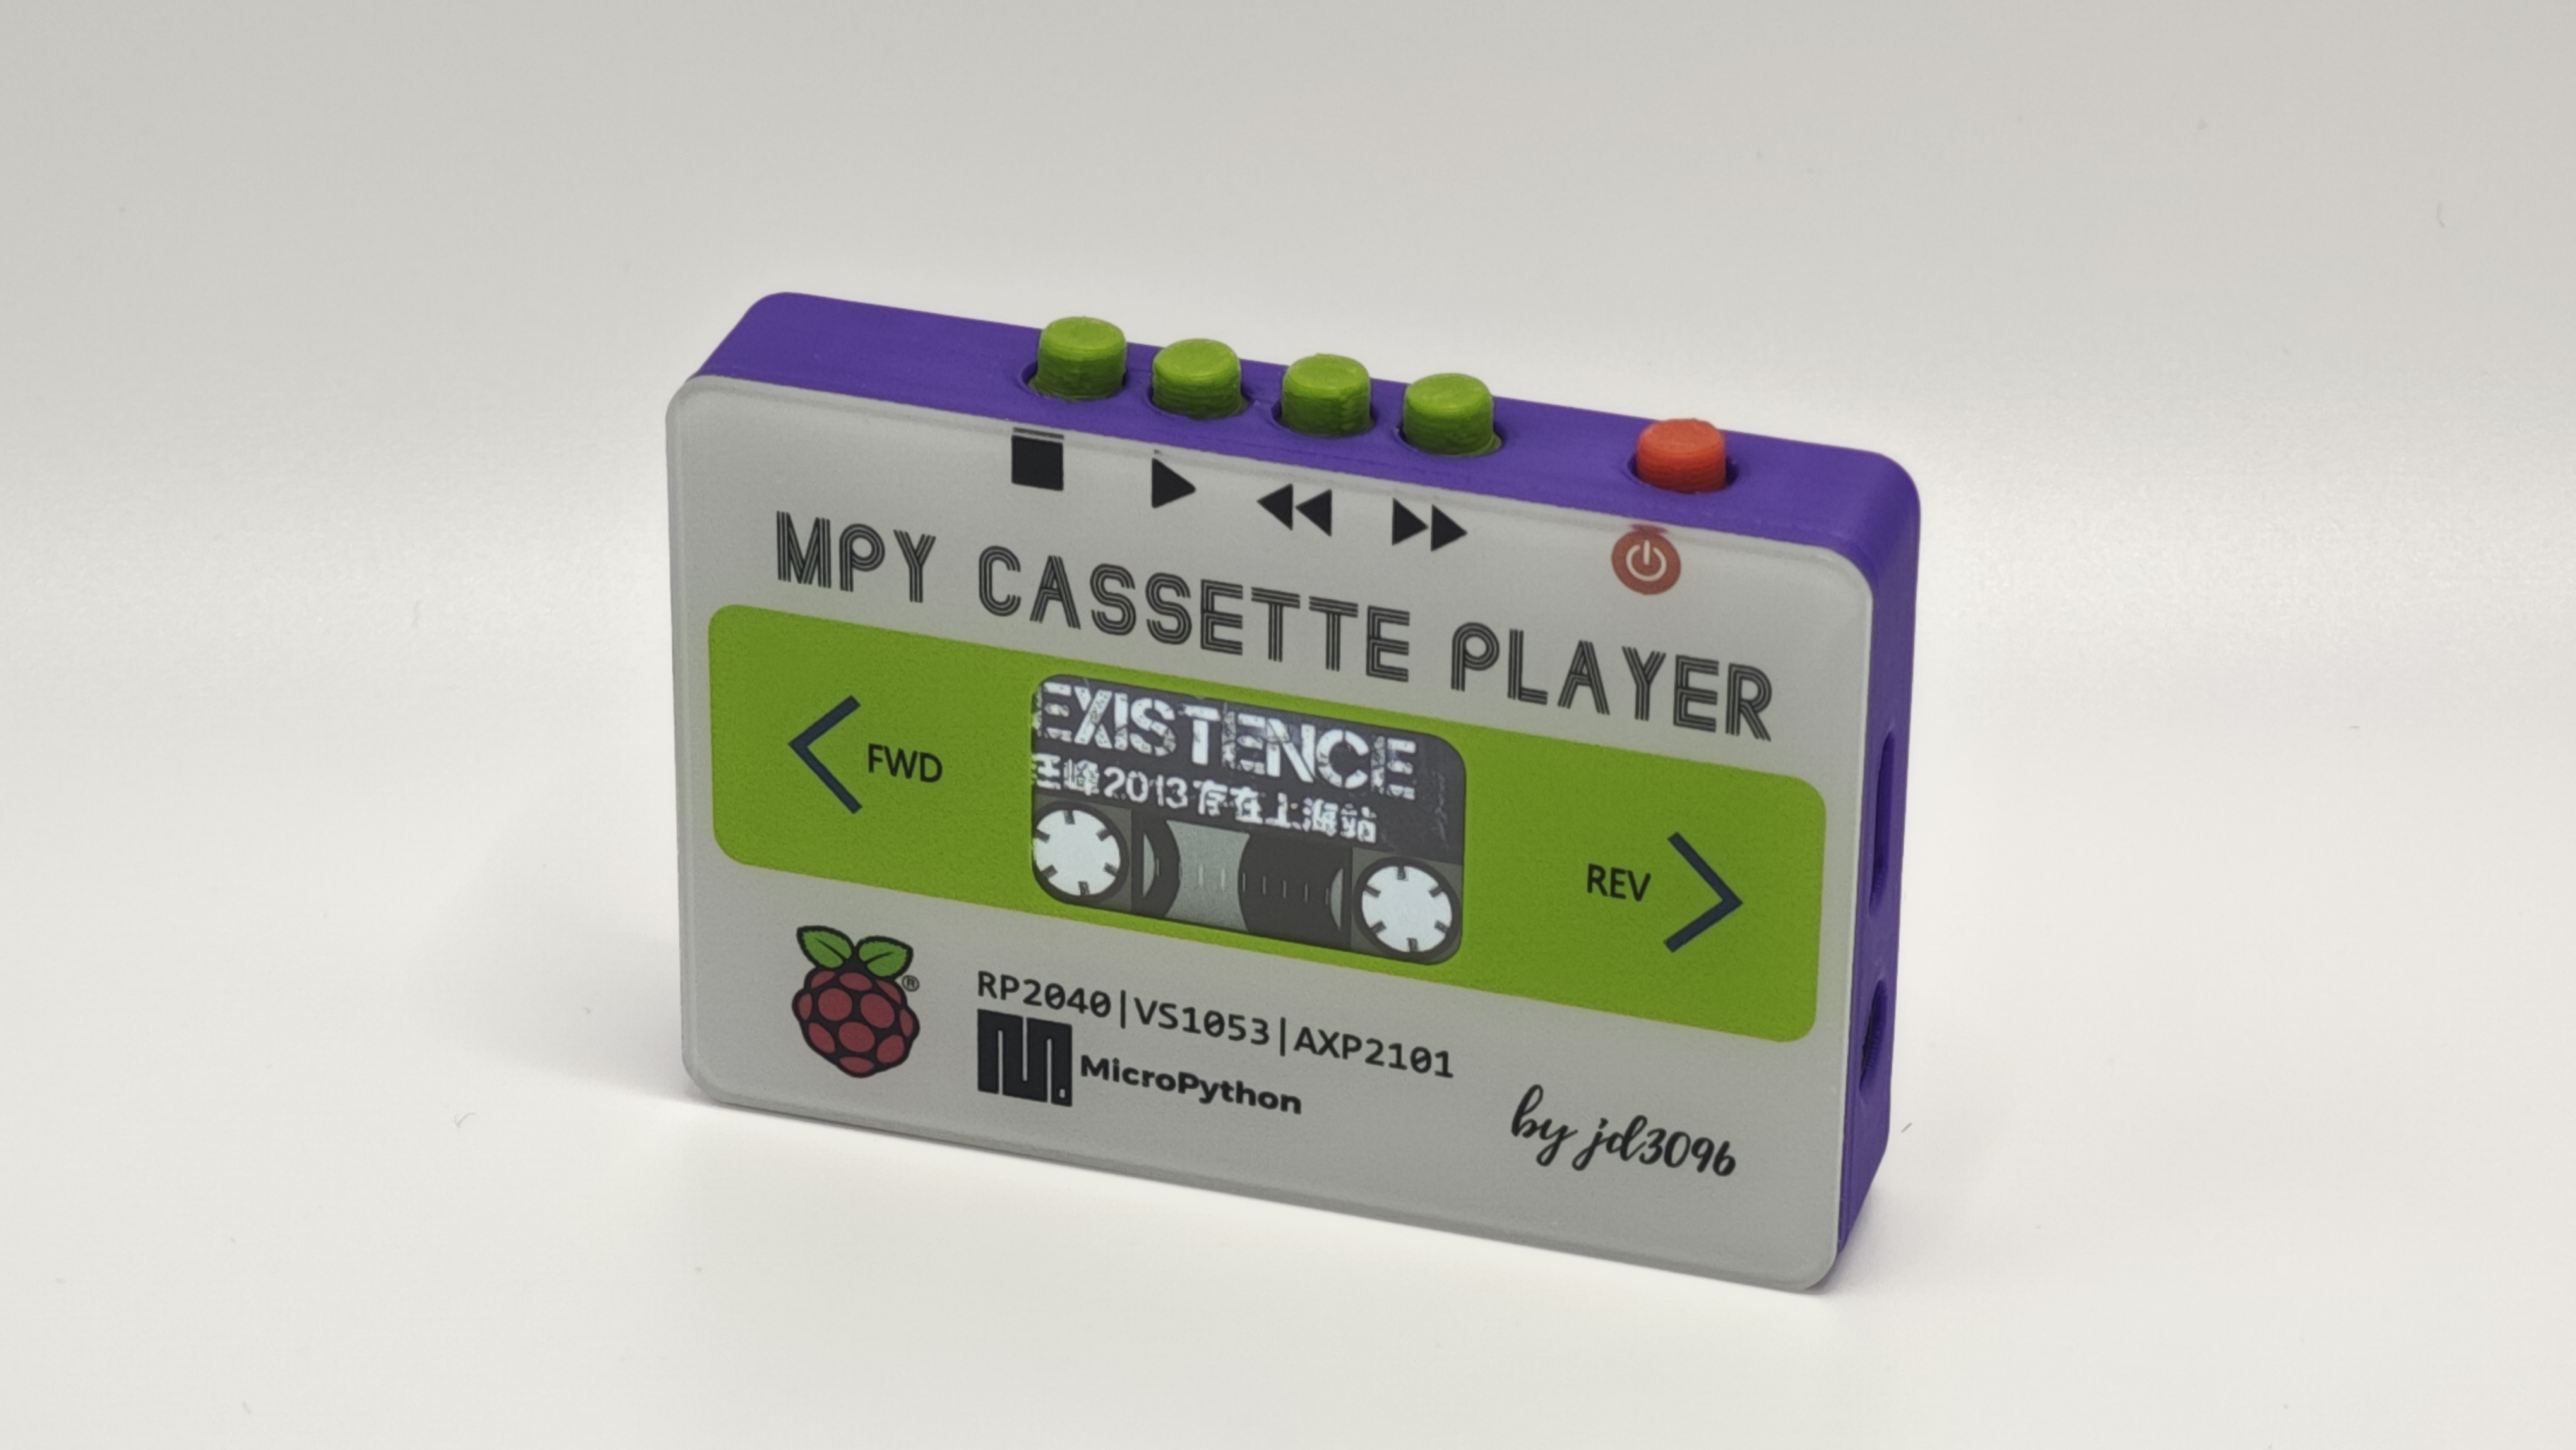 MPY CASSETTE PLAYER
FWD
EXISTENCE
汪峰2013存在上海站
REV
RP2040|VS1053|AXP2101
MicroPython
by jd3096
®